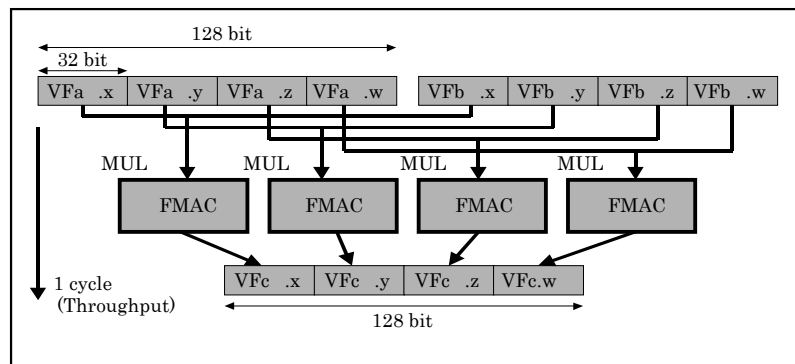 128 bit
32 bit
VFa .x VFa .y VFa .z VFa .w VFb .x VFb .y VFb .z VFb .w
MUL MUL MUL MUL
FMAC FMAC FMAC FMAC
VFc .x VFc .y VFc .z VFc.w
1 cycle
(Throughput)
128 bit